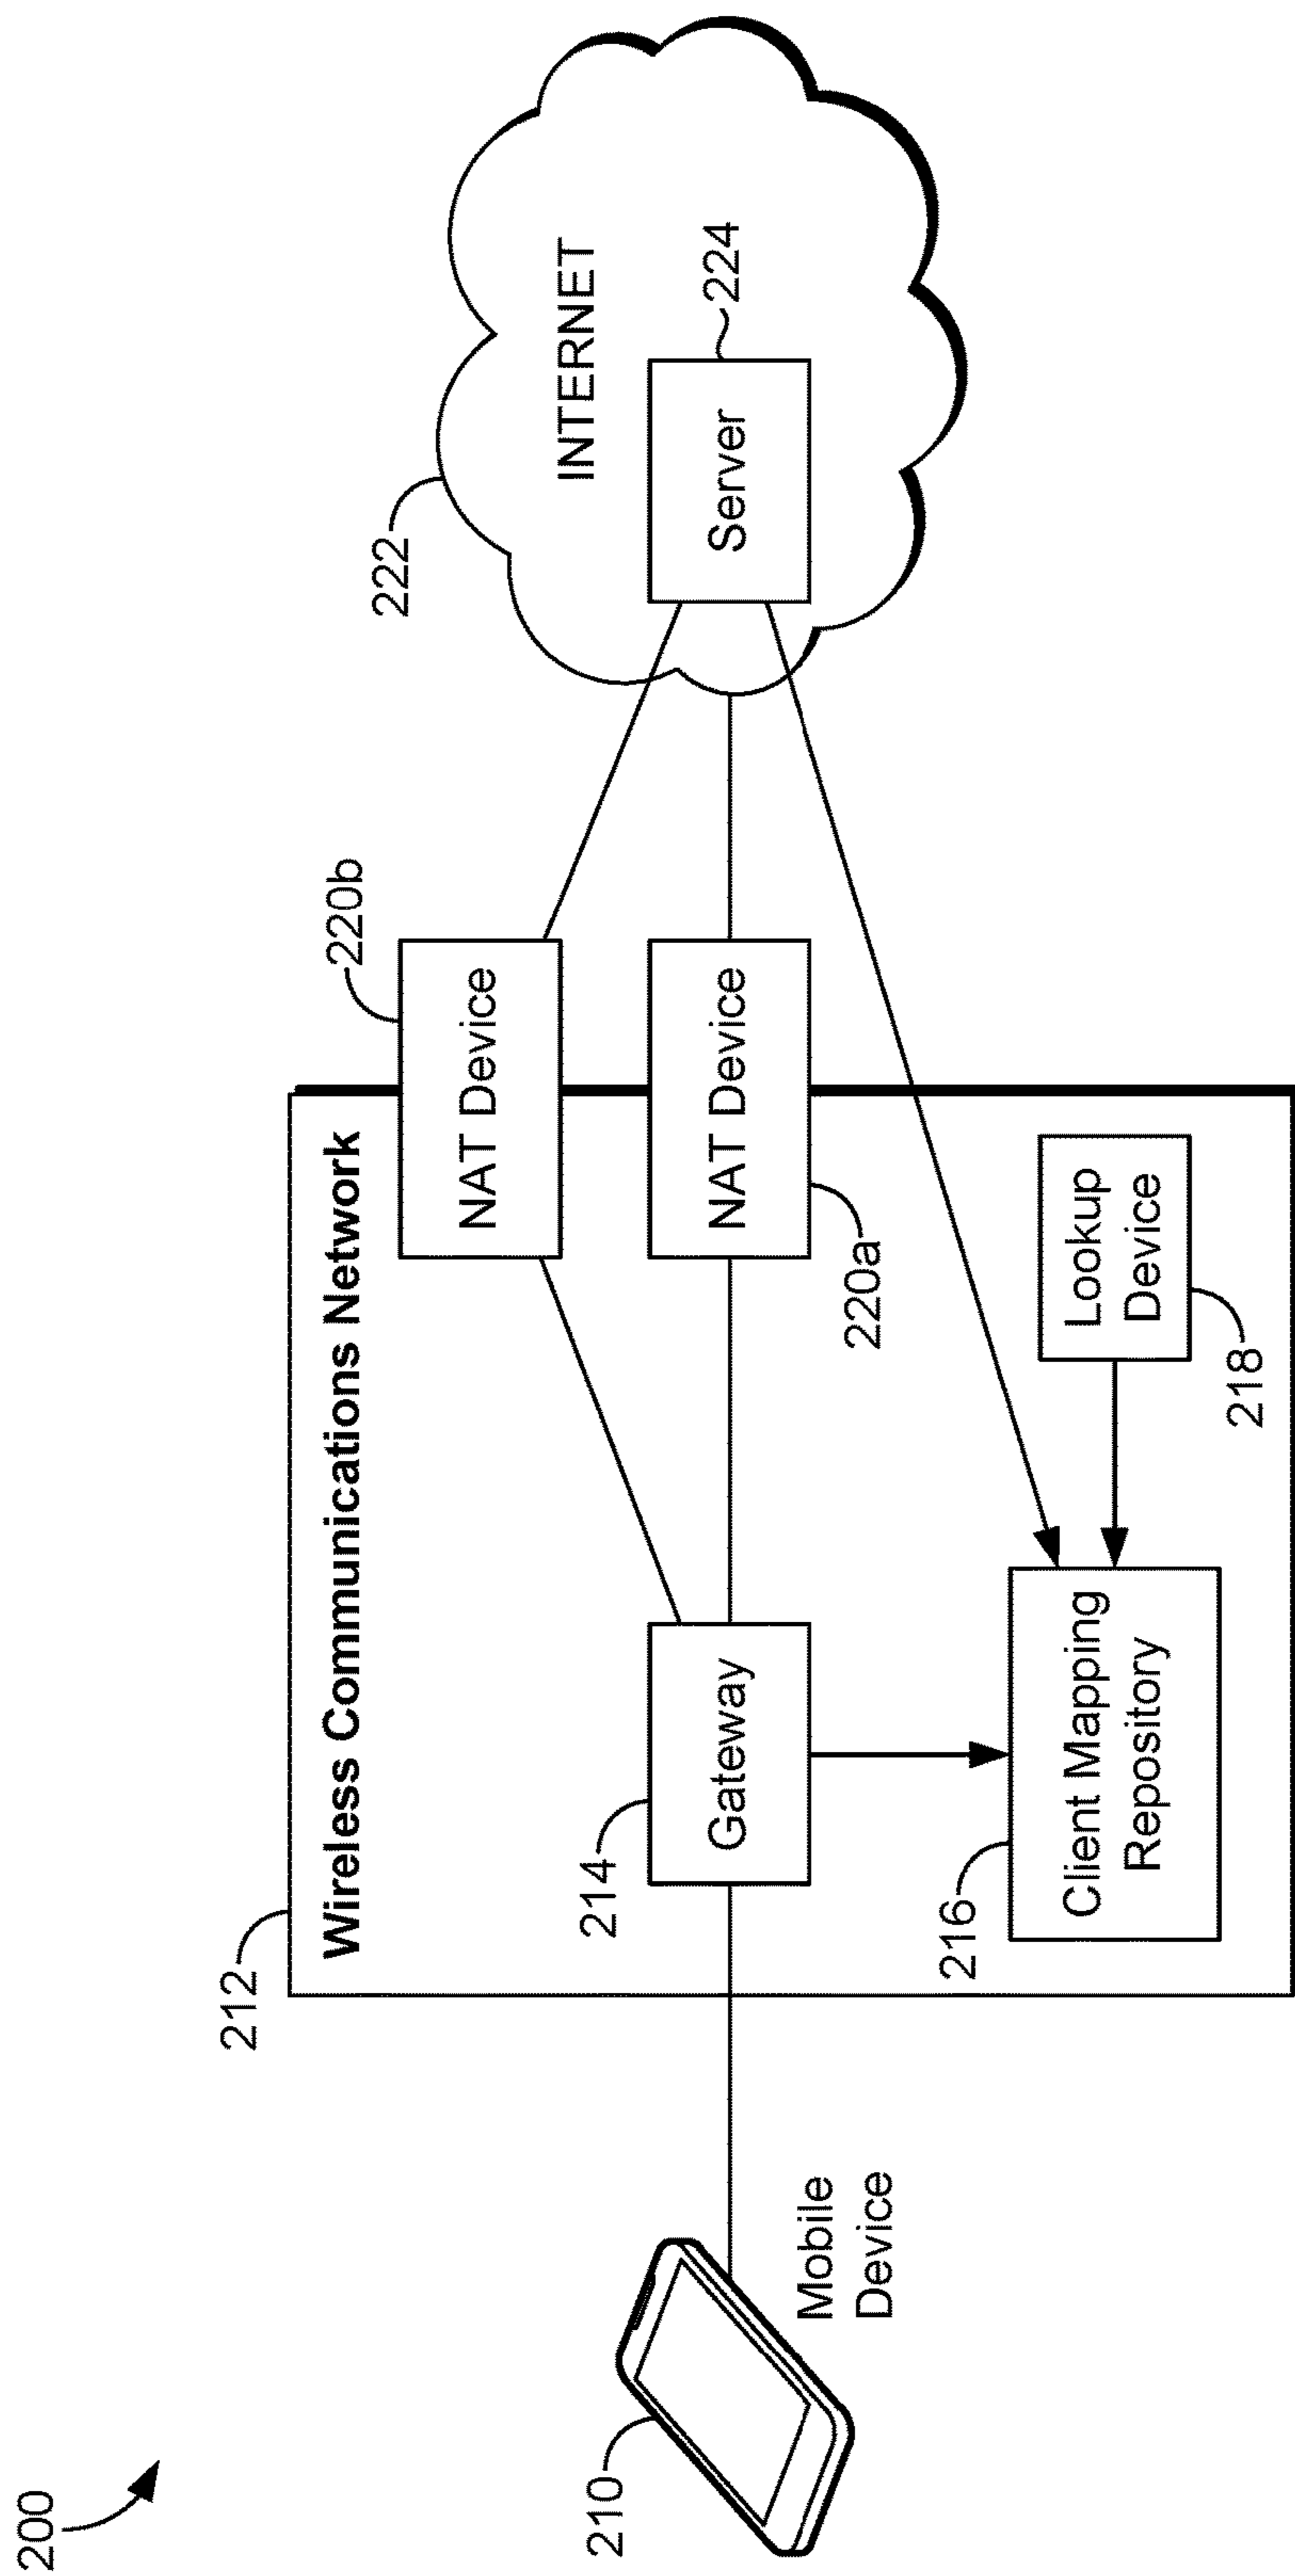 200
212
Wireless Communications Network
222
INTERNET
220b
NAT Device
214
Gateway
NAT Device
220a
Server
224
210
Mobile
Device
216
Client Mapping
Repository
Lookup
Device
218